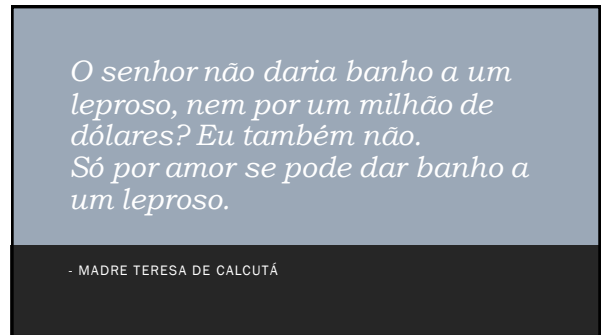 O senhor não daria banho a um
leproso, nem por um milhão de
dólares? Eu também não.
Só por amor se pode dar banho a
um leproso.
- MADRE TERESA DE CALCUTÁ